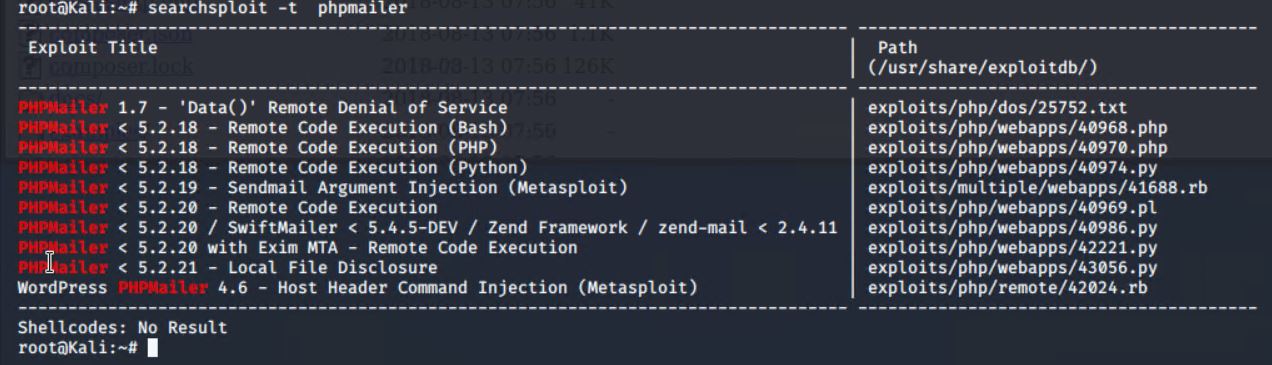 root@Kali:~# searchsploit -t  phpmailer
--------------------------------------------------------------------------------- ----------------------------------------
 Exploit Title                                                                   |  Path
                                                                                 | (/usr/share/exploitdb/)
--------------------------------------------------------------------------------- ----------------------------------------
PHPMailer 1.7 - 'Data()' Remote Denial of Service                                | exploits/php/dos/25752.txt
PHPMailer < 5.2.18 - Remote Code Execution (Bash)                                | exploits/php/webapps/40968.php
PHPMailer < 5.2.18 - Remote Code Execution (PHP)                                 | exploits/php/webapps/40970.php
PHPMailer < 5.2.18 - Remote Code Execution (Python)                              | exploits/php/webapps/40974.py
PHPMailer < 5.2.19 - Sendmail Argument Injection (Metasploit)                    | exploits/multiple/webapps/41688.rb
PHPMailer < 5.2.20 - Remote Code Execution                                       | exploits/php/webapps/40969.pl
PHPMailer < 5.2.20 / SwiftMailer < 5.4.5-DEV / Zend Framework / zend-mail < 2.4.11 | exploits/php/webapps/40986.py
PHPMailer < 5.2.20 with Exim MTA - Remote Code Execution                         | exploits/php/webapps/42221.py
PHPMailer < 5.2.21 - Local File Disclosure                                       | exploits/php/webapps/43056.py
WordPress PHPMailer 4.6 - Host Header Command Injection (Metasploit)             | exploits/php/remote/42024.rb
--------------------------------------------------------------------------------- ----------------------------------------
Shellcodes: No Result
root@Kali:~#